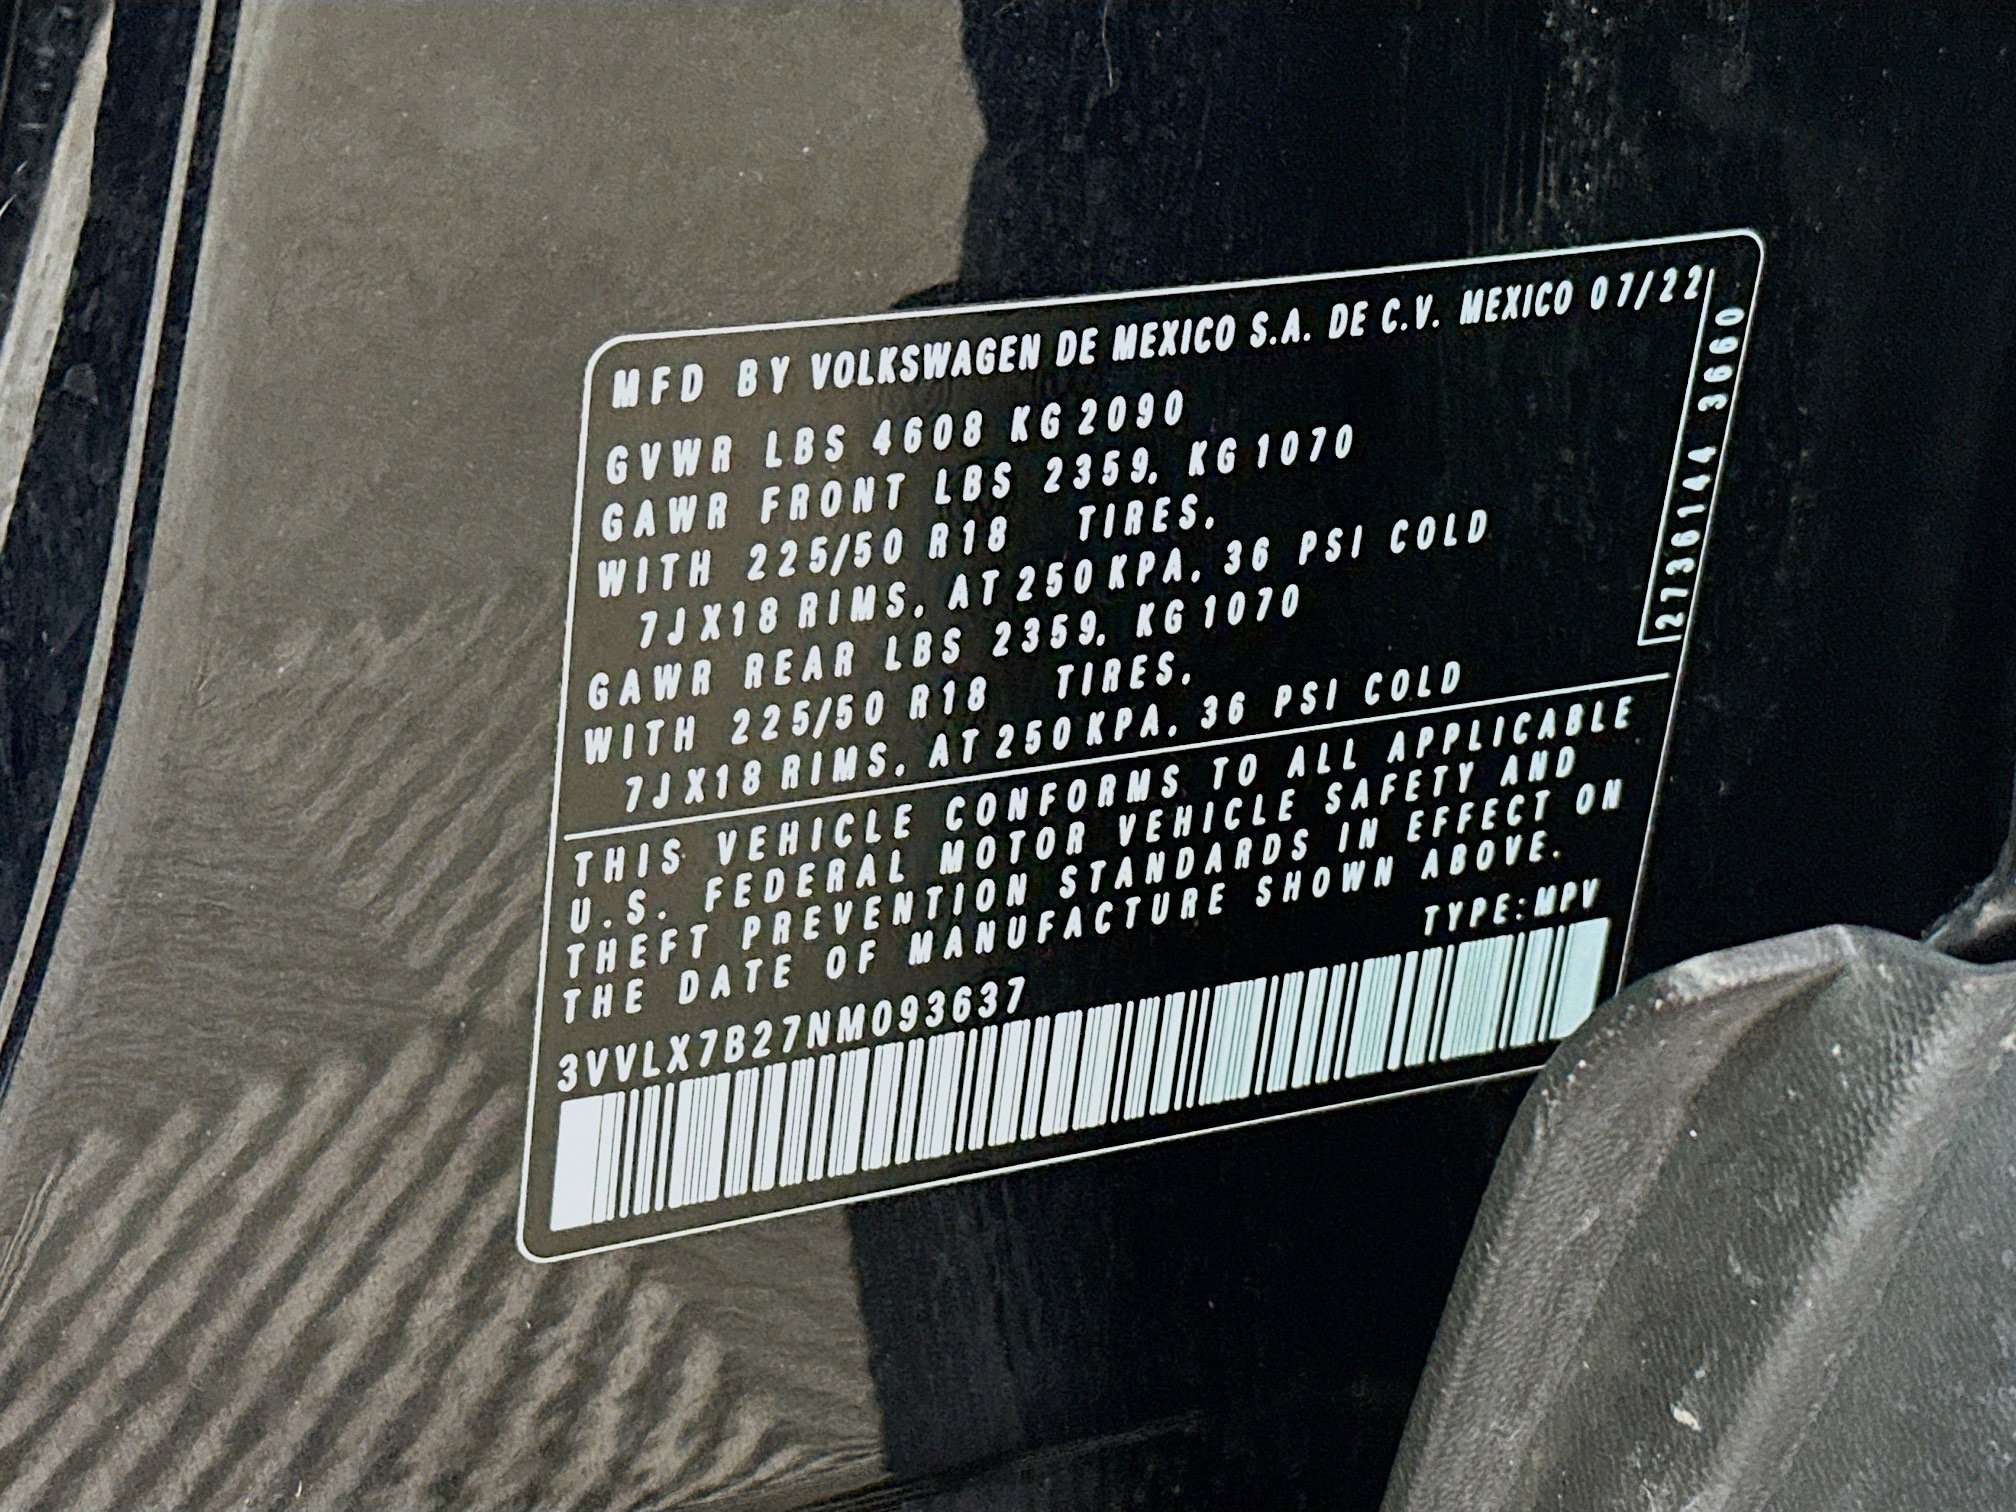 MFD BY VOLKSWAGEN DE MEXICO S.A. DE C.V. MEXICO 07/22
GVWR LBS 4608 KG 2090
GAWR FRONT LBS 2359, KG 1070
WITH 225/50 R18 TIRES,
7J X18 RIMS, AT 250 KPA, 36 PSI COLD
GAWR REAR LBS 2359, KG 1070
WITH 225/50 R18 TIRES,
7J X18 RIMS, AT 250 KPA, 36 PSI COLD
2736144 3660
THIS VEHICLE CONFORMS TO ALL APPLICABLE
U.S. FEDERAL MOTOR VEHICLE SAFETY AND
THEFT PREVENTION STANDARDS IN EFFECT ON
THE DATE OF MANUFACTURE SHOWN ABOVE.
TYPE:MPV
3VVLX7B27NM093637